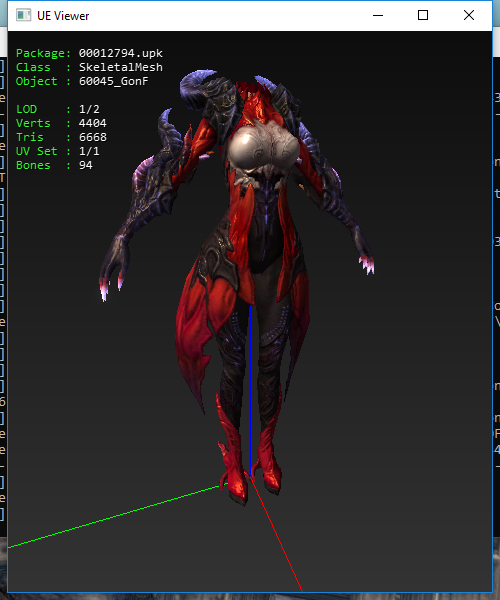 UE Viewer
Package: 00012794.upk
Class : SkeletalMesh
Object : 60045_GonF
LOD : 1/2
Verts : 4404
Tris : 6668
UV Set : 1/1
Bones : 94